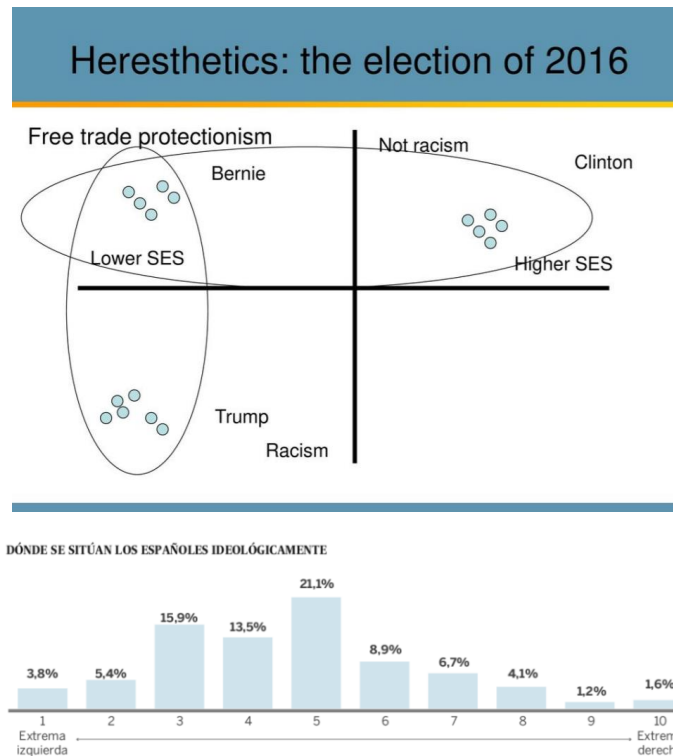 Heresthetics: the election of 2016
Free trade protectionism
Not racism
Bernie
Clinton
Lower SES
Higher SES
Trump
Racism
DÓNDE SE SITÚAN LOS ESPAÑOLES IDEOLÓGICAMENTE
3,8% 5,4% 15,9% 13,5% 21,1% 8,9% 6,7% 4,1% 1,2% 1,6%
1 2 3 4 5 6 7 8 9 10
Extrema Extrem
izquierda derech